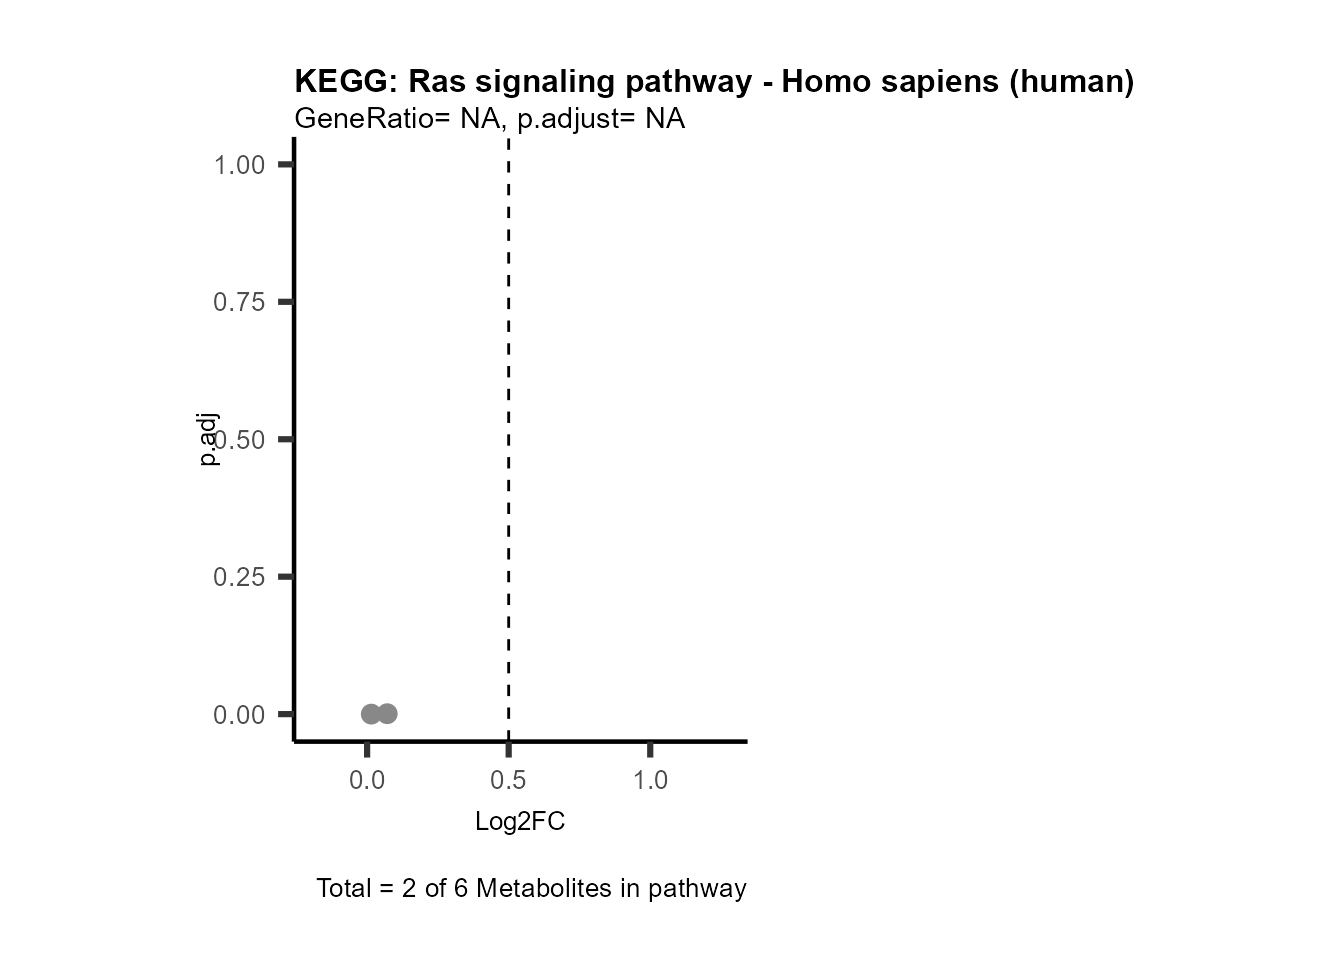 KEGG: Ras signaling pathway - Homo sapiens (human)
GeneRatio= NA, p.adjust= NA
1.00
0.75
0.50
0.25
0.00
p.adj
0.0 0.5 1.0
Log2FC
Total = 2 of 6 Metabolites in pathway